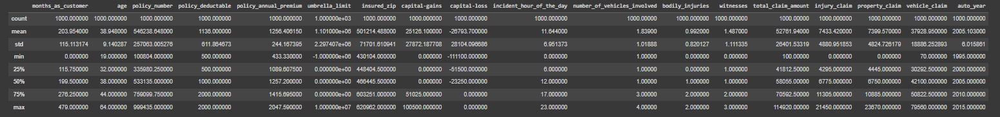 months_as_customer age policy_number policy_deductable policy_annual_premium umbrella_limit insured_zip capital-gains capital-loss incident_hour_of_the_day number_of_vehicles_involved bodily_injuries witnesses total_claim_amount injury_claim property_claim vehicle_claim auto_year
count 1000.000000 1000.000000 1000.000000 1000.000000 1000.000000 1.000000e+03 1000.000000 1000.000000 1000.000000 1000.000000 1000.00000 1000.000000 1000.000000 1000.00000 1000.000000 1000.000000 1000.000000 1000.000000
mean 203.954000 38.948000 546238.648000 1136.000000 1256.406150 1.101000e+06 501214.488000 25126.100000 -26793.700000 11.644000 1.83900 0.992000 1.487000 52761.94000 7433.420000 7399.570000 37928.950000 2005.103000
std 115.113174 9.140287 257063.005276 611.864673 244.167395 2.297407e+06 71701.610941 27872.187708 28104.096686 6.951373 1.01888 0.820127 1.111335 26401.53319 4880.951853 4824.726179 18886.252893 6.015861
min 0.000000 19.000000 100804.000000 500.000000 433.330000 -1.000000e+06 430104.000000 0.000000 -111100.000000 0.000000 1.00000 0.000000 0.000000 100.00000 0.000000 0.000000 70.000000 1995.000000
25% 115.750000 32.000000 335980.250000 500.000000 1089.607500 0.000000e+00 448404.500000 0.000000 -51500.000000 6.000000 1.00000 0.000000 1.000000 41812.50000 4295.000000 4445.000000 30292.500000 2000.000000
50% 199.500000 38.000000 533135.000000 1000.000000 1257.200000 0.000000e+00 466445.500000 0.000000 -23250.000000 12.000000 1.00000 1.000000 1.000000 58055.00000 6775.000000 6750.000000 42100.000000 2005.000000
75% 276.250000 44.000000 759099.750000 2000.000000 1415.695000 0.000000e+00 603251.000000 51025.000000 0.000000 17.000000 3.00000 2.000000 2.000000 70592.50000 11305.000000 10885.000000 50822.500000 2010.000000
max 479.000000 64.000000 999435.000000 2000.000000 2047.590000 1.000000e+07 620962.000000 100500.000000 0.000000 23.000000 4.00000 2.000000 3.000000 114920.00000 21450.000000 23670.000000 79560.000000 2015.000000